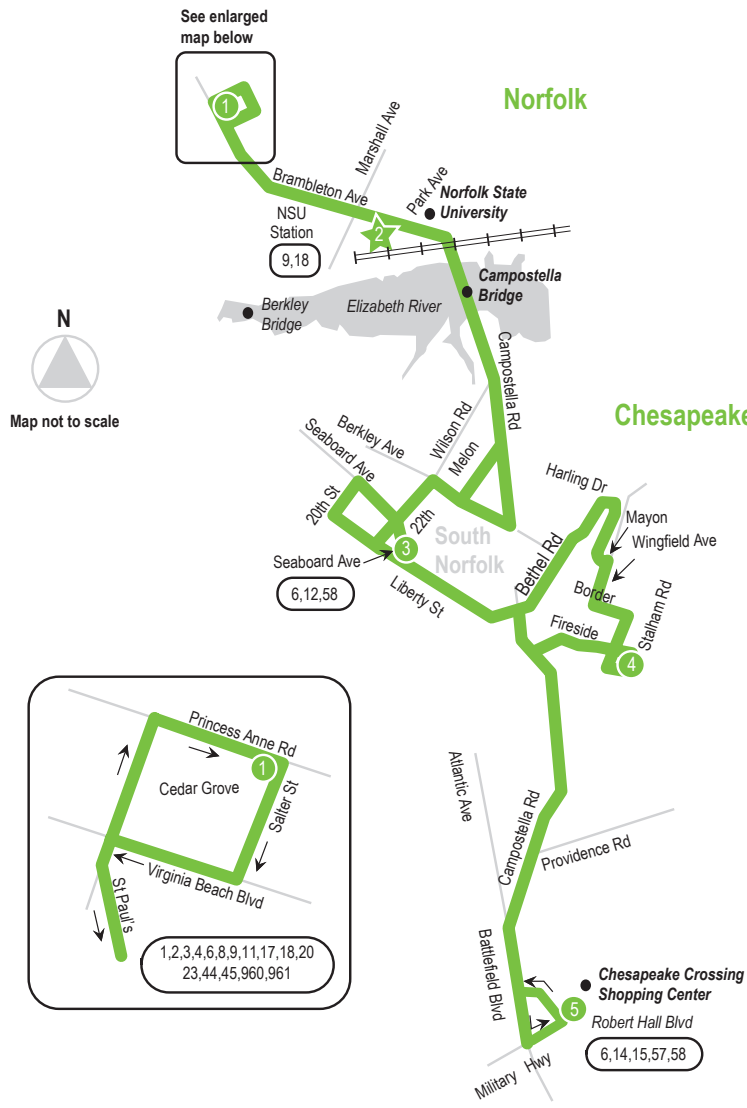 See enlarged
map below
1
Norfolk
Marshall Ave
Brambleton Ave
Park Ave
Norfolk State
University
NSU
Station
2
9,18
Campostella
Bridge
Elizabeth River
Berkley
Bridge
N
Map not to scale
Campostella Rd
Chesapeake
Wilson Rd
Melon
Berkley Ave
Seaboard Ave
20th St
22th
Harling Dr
Mayon
Wingfield Ave
3
South
Norfolk
Seaboard Ave
6,12,58
Liberty St
Bethel Rd
Border
Stalham Rd
Fireside
4
Princess Anne Rd
1
Cedar Grove
Salter St
Virginia Beach Blvd
St Paul's
1,2,3,4,6,8,9,11,17,18,20
23,44,45,960,961
Atlantic Ave
Campostella Rd
Providence Rd
Battlefield Blvd
Chesapeake Crossing
Shopping Center
5
Robert Hall Blvd
6,14,15,57,58
Military Hwy